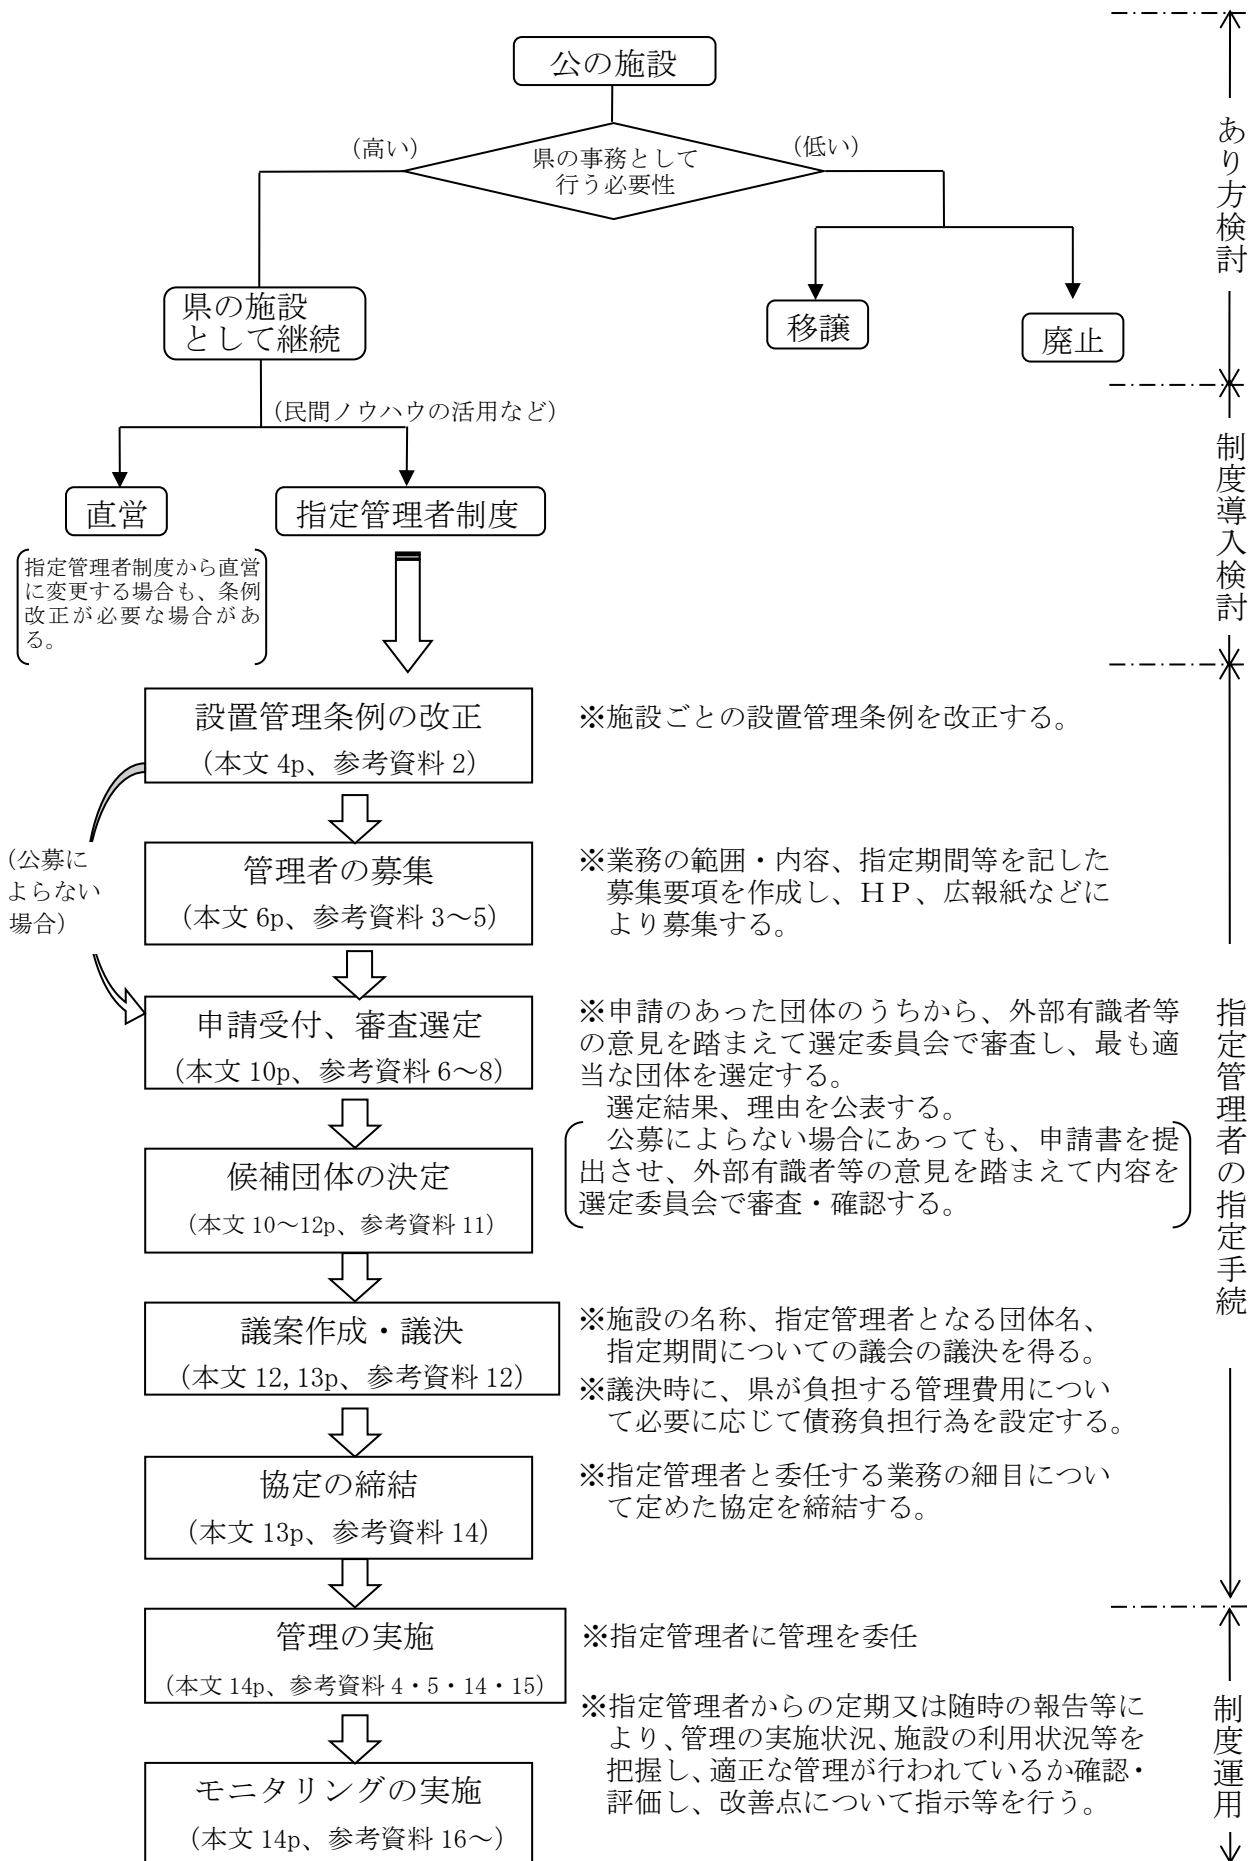 公の施設
(高い)
県の事務として
行う必要性
(低い)
あり方検討
県の施設
として継続
移譲
廃止
(民間ノウハウの活用など)
直営
指定管理者制度
制度導入検討
指定管理者制度から直営
に変更する場合も、条例
改正が必要な場合があ
る。
設置管理条例の改正
(本文 4p、参考資料 2)
※施設ごとの設置管理条例を改正する。
(公募に
よらない
場合)
管理者の募集
(本文 6p、参考資料 3～5)
※業務の範囲・内容、指定期間等を記した
募集要項を作成し、ＨＰ、広報紙などに
より募集する。
申請受付、審査選定
(本文 10p、参考資料 6～8)
※申請のあった団体のうちから、外部有識者等
の意見を踏まえて選定委員会で審査し、最も適
当な団体を選定する。
選定結果、理由を公表する。
公募によらない場合にあっても、申請書を提
出させ、外部有識者等の意見を踏まえて内容を
選定委員会で審査・確認する。
指定管理者の指定手続
候補団体の決定
(本文 10～12p、参考資料 11)
議案作成・議決
(本文 12,13p、参考資料 12)
※施設の名称、指定管理者となる団体名、
指定期間についての議会の議決を得る。
※議決時に、県が負担する管理費用につい
て必要に応じて債務負担行為を設定する。
協定の締結
(本文 13p、参考資料 14)
※指定管理者と委任する業務の細目につい
て定めた協定を締結する。
管理の実施
(本文 14p、参考資料 4・5・14・15)
※指定管理者に管理を委任
モニタリングの実施
(本文 14p、参考資料 16～)
※指定管理者からの定期又は随時の報告等に
より、管理の実施状況、施設の利用状況等を
把握し、適正な管理が行われているか確認・
評価し、改善点について指示等を行う。
制度運用